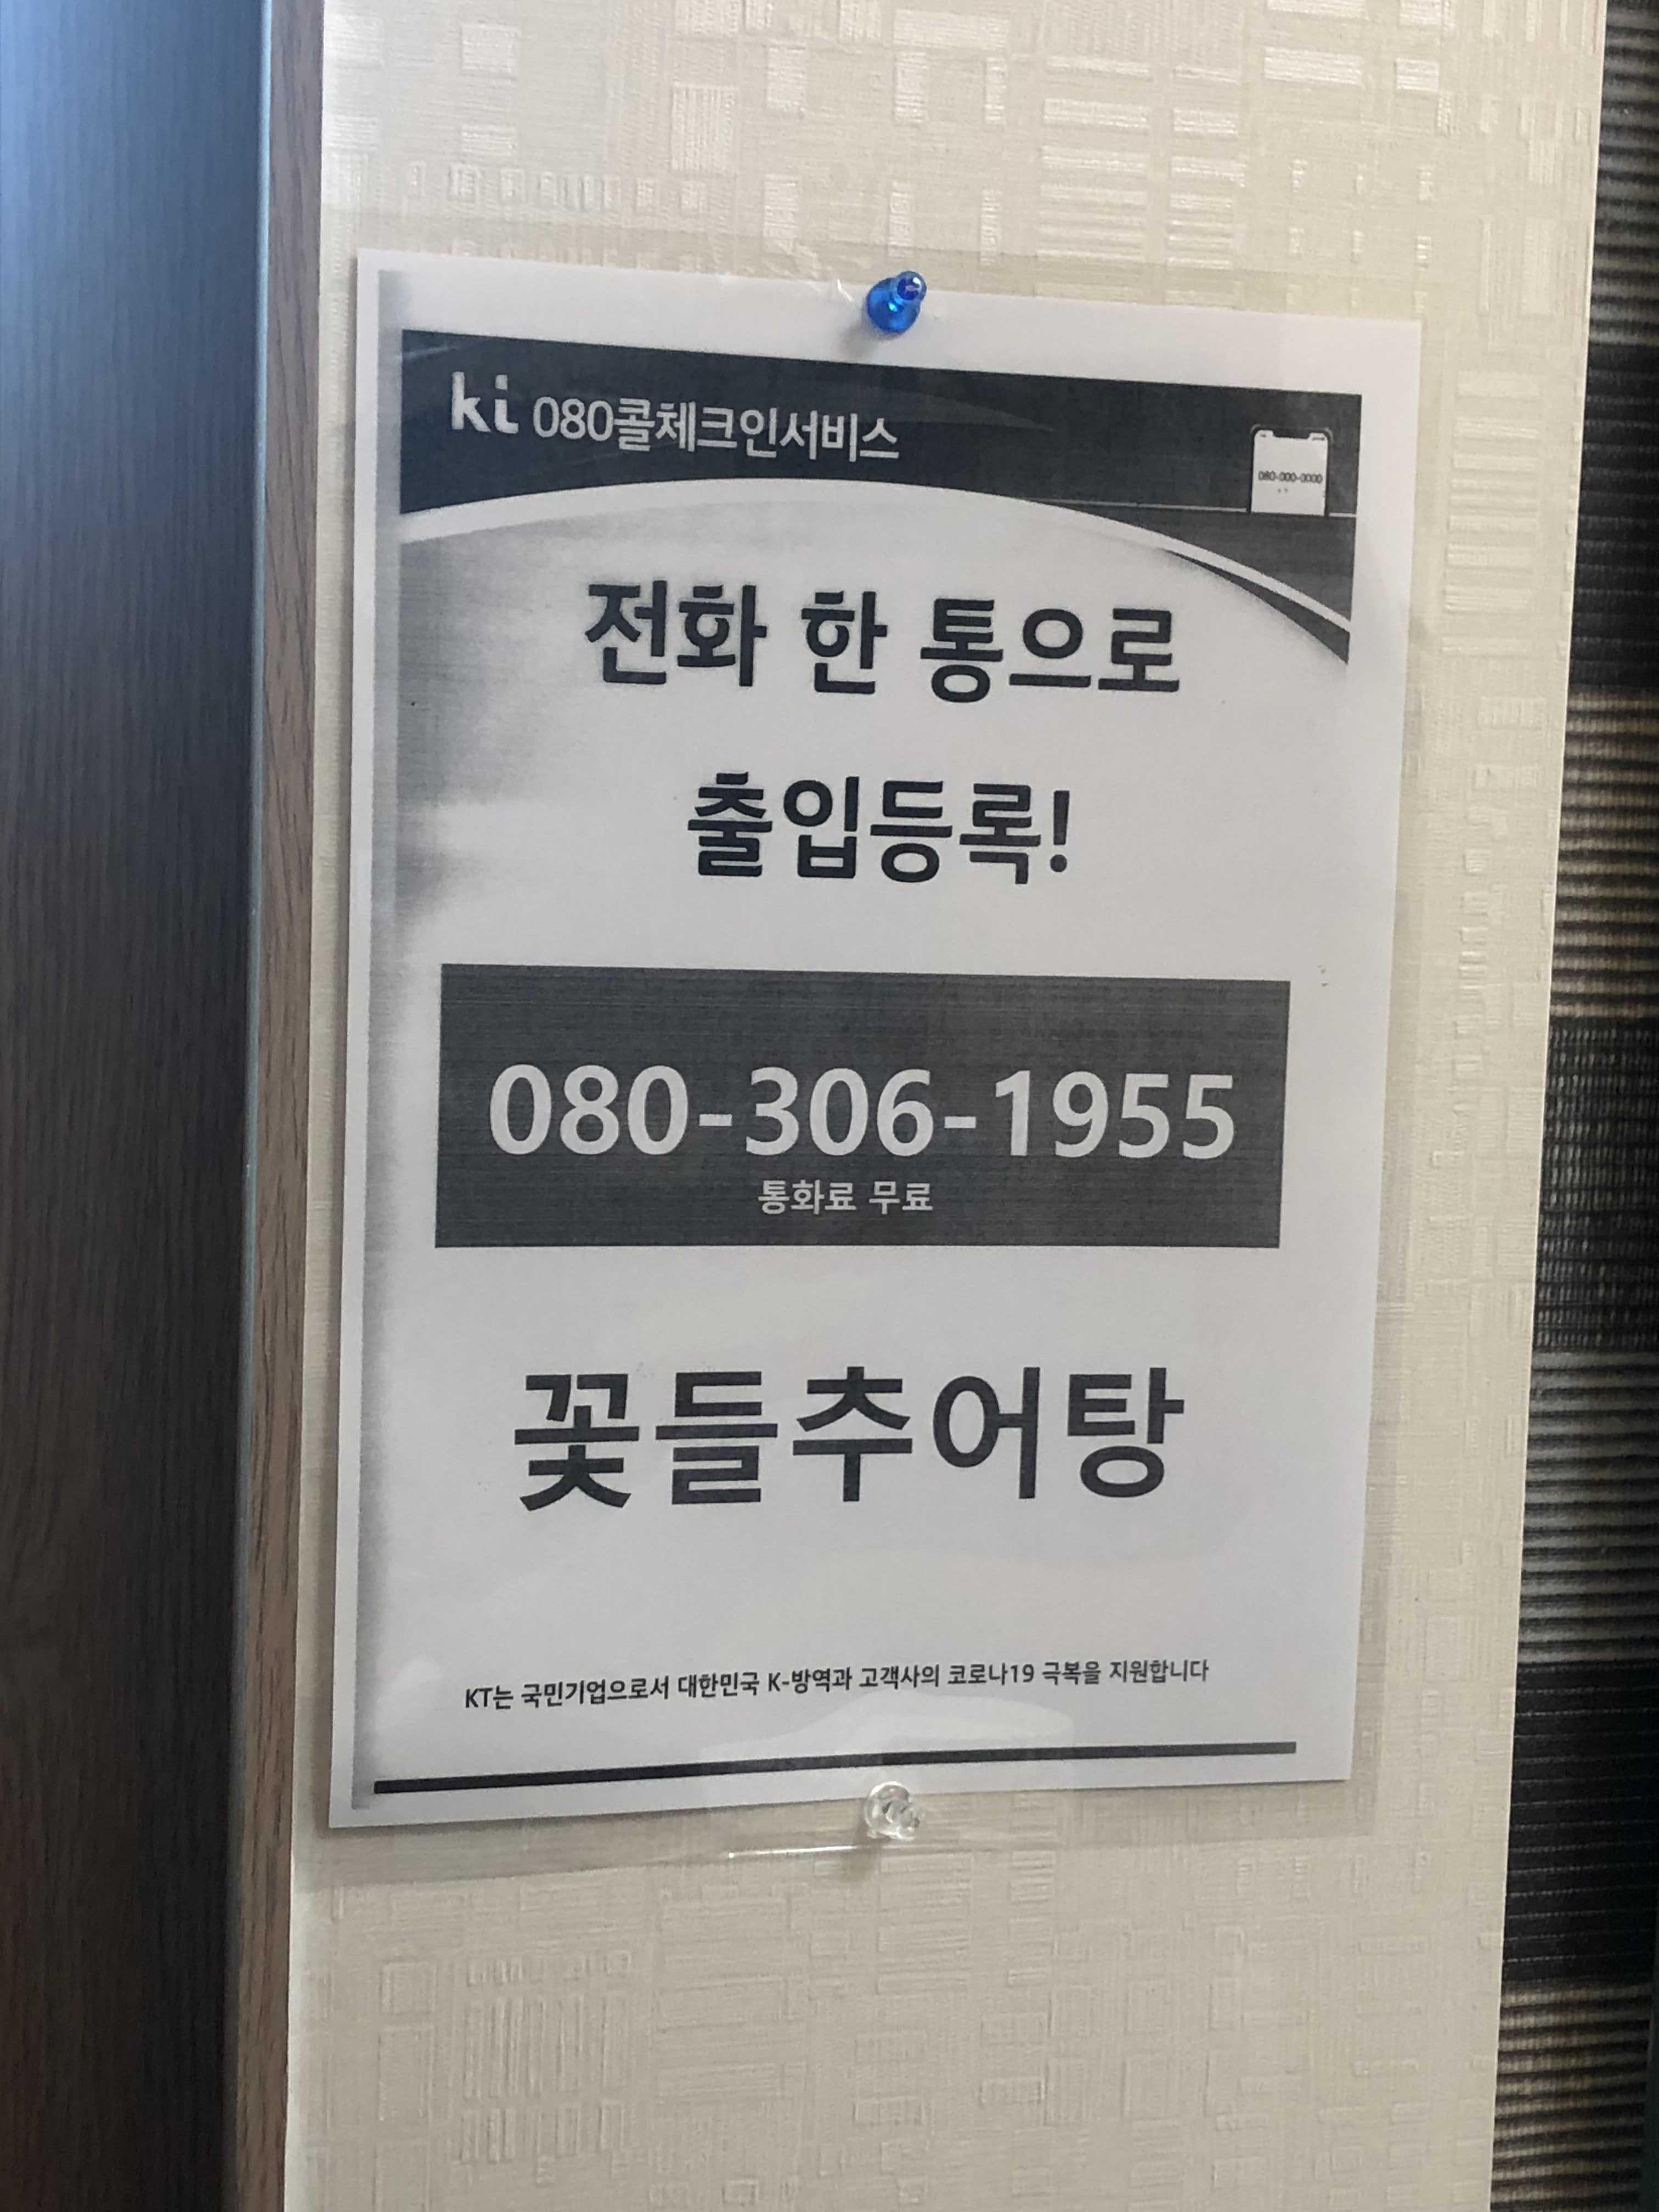 kt 080콜체크인서비스
080-000-0000
전화 한 통으로
출입등록!
080-306-1955
통화료 무료
꽃들추어탕
KT는 국민기업으로서 대한민국 K-방역과 고객사의 코로나19 극복을 지원합니다